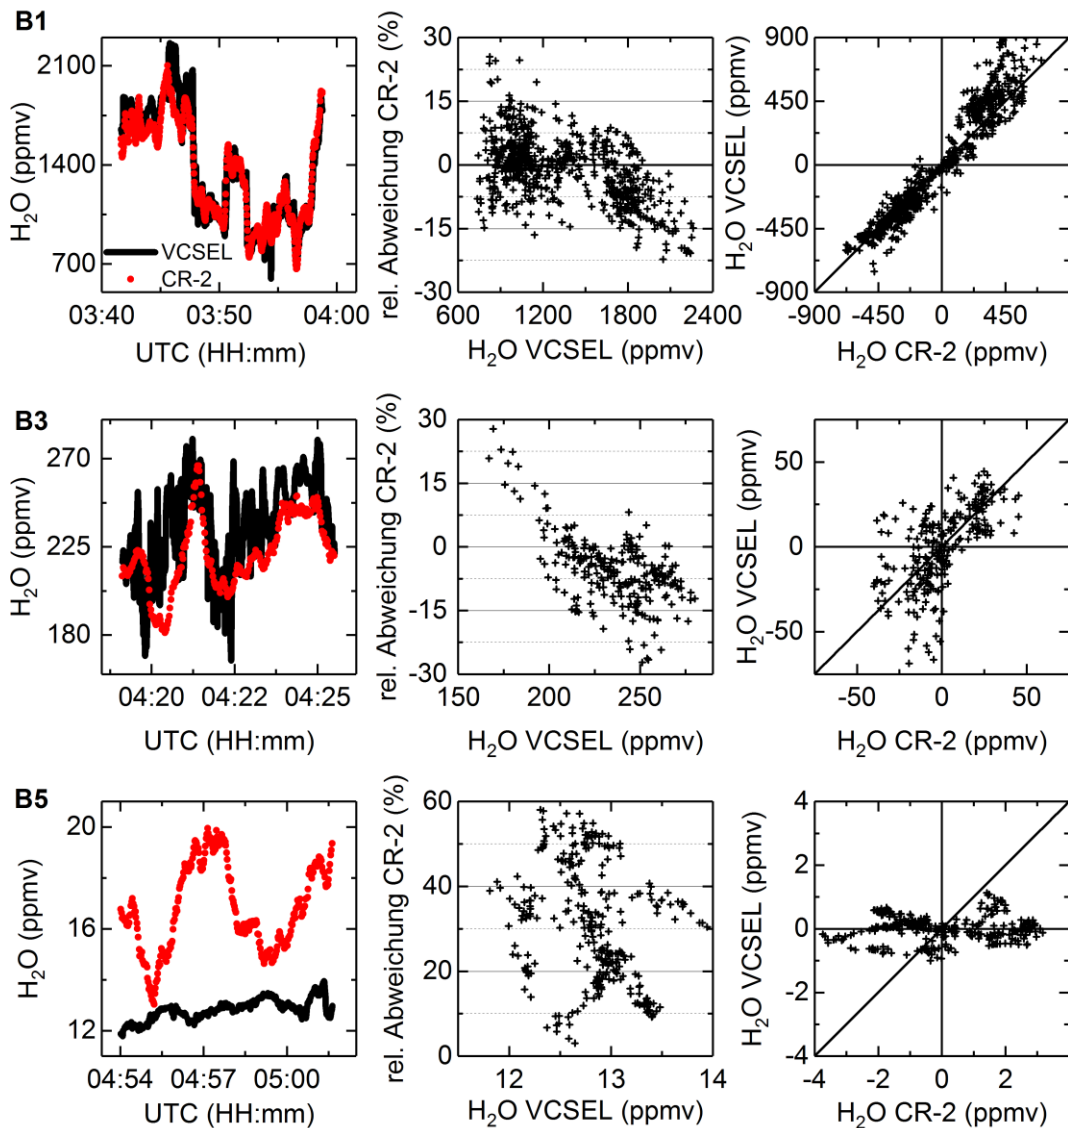 B1
2100
1400
700
H₂O (ppmv)
VCSEL
CR-2
03:40 03:50 04:00
UTC (HH:mm)
rel. Abweichung CR-2 (%)
30
15
0
-15
-30
600 1200 1800 2400
H₂O VCSEL (ppmv)
H₂O VCSEL (ppmv)
900
450
0
-450
-900
-900 -450 0 450
H₂O CR-2 (ppmv)
B3
270
225
180
H₂O (ppmv)
04:20 04:22 04:25
UTC (HH:mm)
rel. Abweichung CR-2 (%)
30
15
0
-15
-30
150 200 250
H₂O VCSEL (ppmv)
H₂O VCSEL (ppmv)
50
0
-50
-50 0 50
H₂O CR-2 (ppmv)
B5
20
16
12
H₂O (ppmv)
04:54 04:57 05:00
UTC (HH:mm)
rel. Abweichung CR-2 (%)
60
40
20
0
12 13 14
H₂O VCSEL (ppmv)
H₂O VCSEL (ppmv)
4
2
0
-2
-4
-4 -2 0 2
H₂O CR-2 (ppmv)